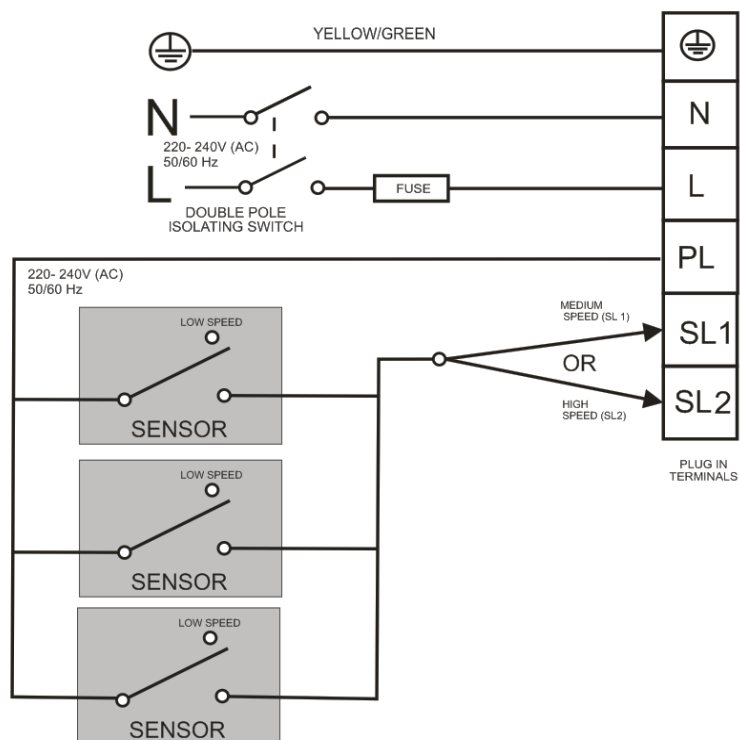 YELLOW/GREEN
N
N
220- 240V (AC)
50/60 Hz
L
FUSE
L
DOUBLE POLE
ISOLATING SWITCH
PL
220- 240V (AC)
50/60 Hz
LOW SPEED
SENSOR
MEDIUM
SPEED (SL 1)
SL1
OR
HIGH
SPEED (SL2)
SL2
PLUG IN
TERMINALS
LOW SPEED
SENSOR
LOW SPEED
SENSOR